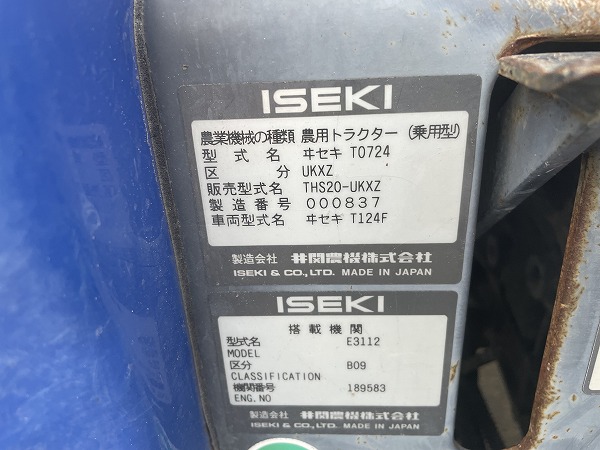 ISEKI
農業機械の種類 農用トラクター（乗用型）
型式名 ヰセキ T0724
区分 UKXZ
販売型式名 THS20-UKXZ
製造番号 000837
車両型式名 ヰセキ T124F
製造会社 井関農機株式会社
ISEKI & CO., LTD. MADE IN JAPAN
ISEKI
搭載機関
型式名 E3112
MODEL
区分 B09
CLASSIFICATION
機関番号 189583
ENG.NO
製造会社 井関農機株式会社
ISEKI & CO., LTD. MADE IN JAPAN